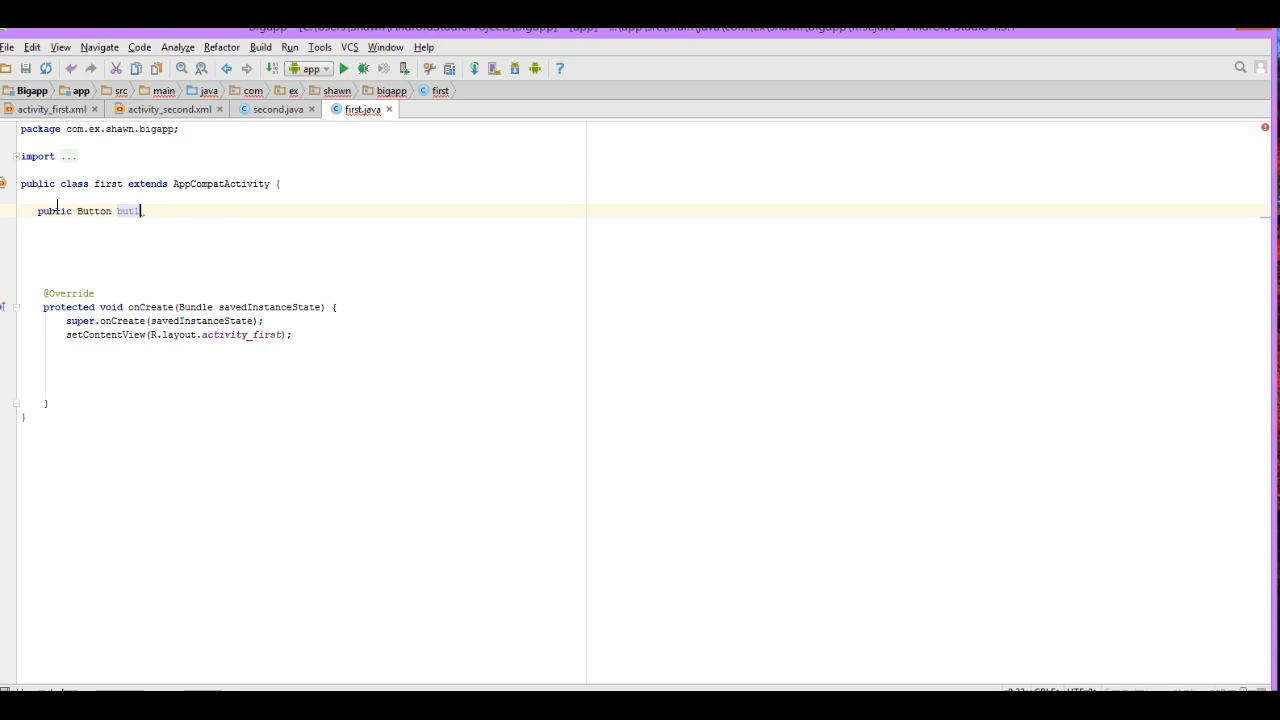 File Edit View Navigate Code Analyze Refactor Build Run Tools VCS Window Help
app
Bigapp app src main java com ex shawn bigapp first
activity_first.xml activity_second.xml second.java first.java
package com.ex.shawn.bigapp;
import ...
public class first extends AppCompatActivity {
public Button but1
@Override
protected void onCreate(Bundle savedInstanceState) {
super.onCreate(savedInstanceState);
setContentView(R.layout.activity_first);
}
}